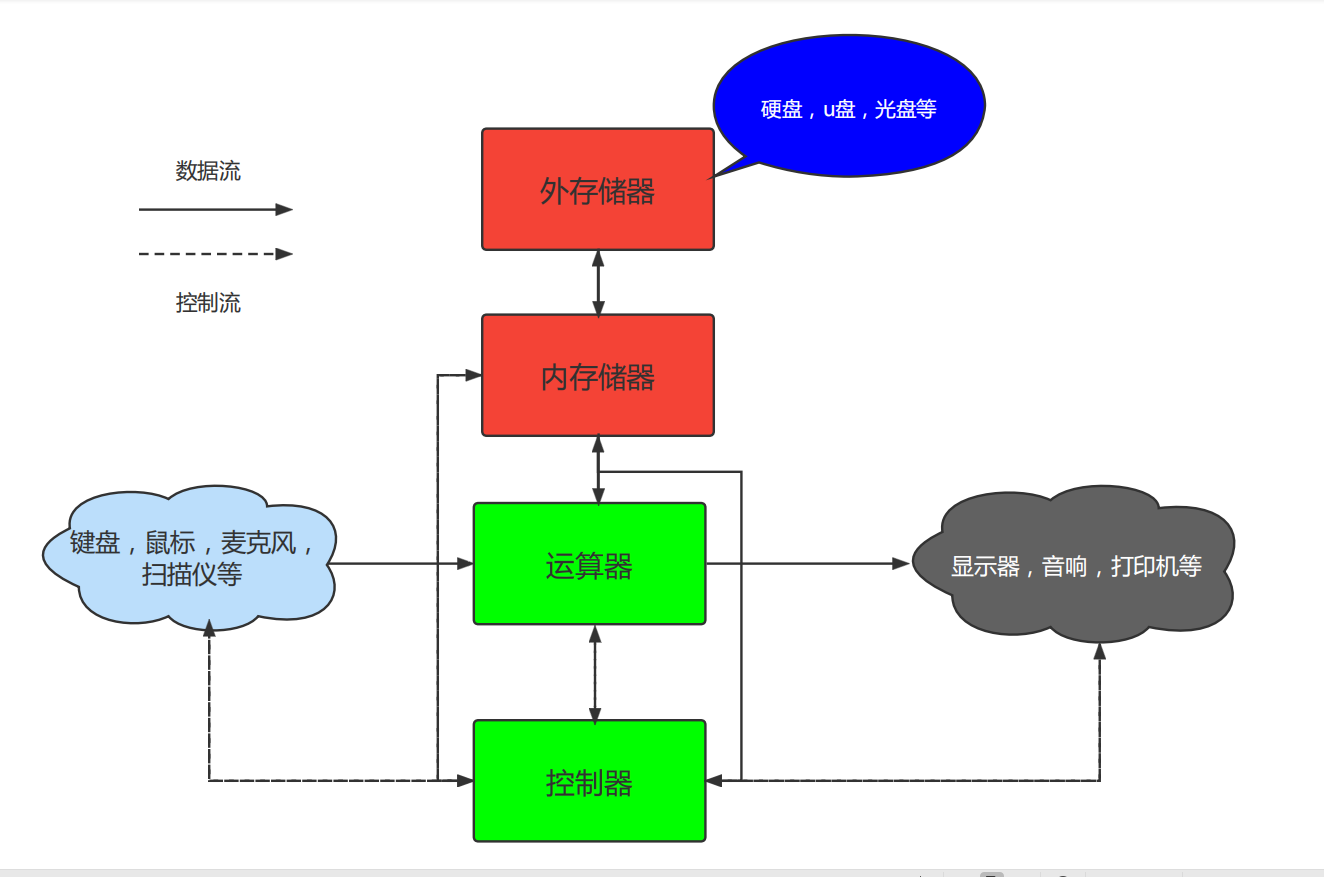 硬盘，u盘，光盘等
数据流
外存储器
控制流
内存储器
键盘，鼠标，麦克风，
扫描仪等
运算器
显示器，音响，打印机等
控制器